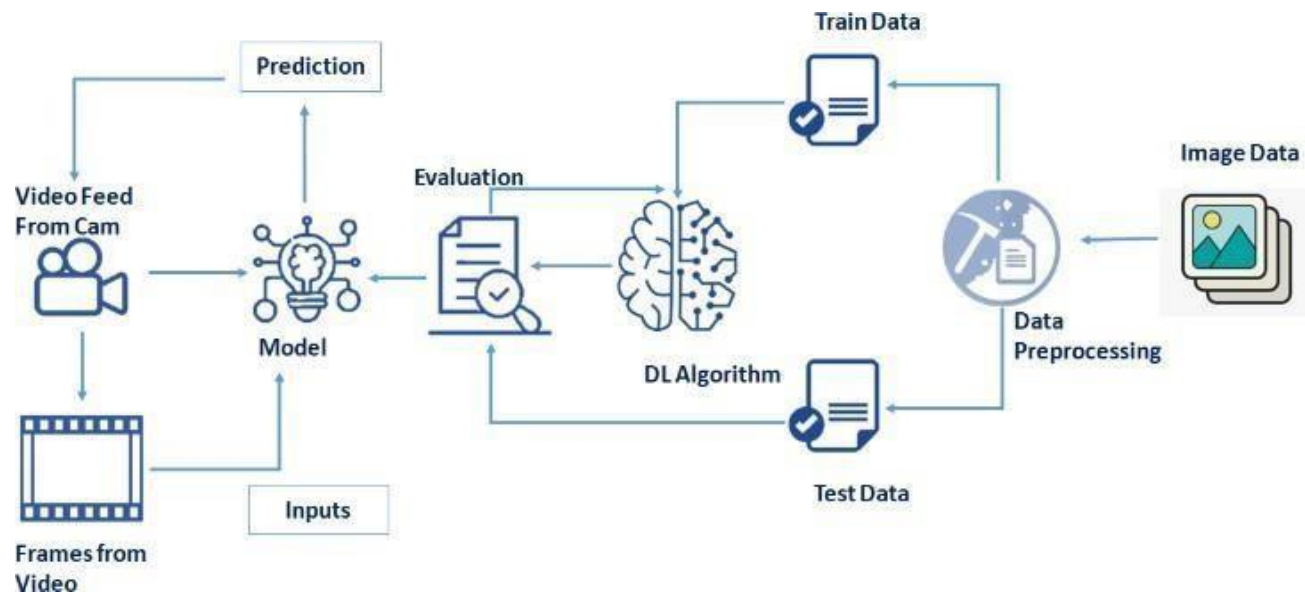 Train Data
Prediction
Image Data
Evaluation
Video Feed
From Cam
Data
Preprocessing
Model
DL Algorithm
Test Data
Inputs
Frames from
Video